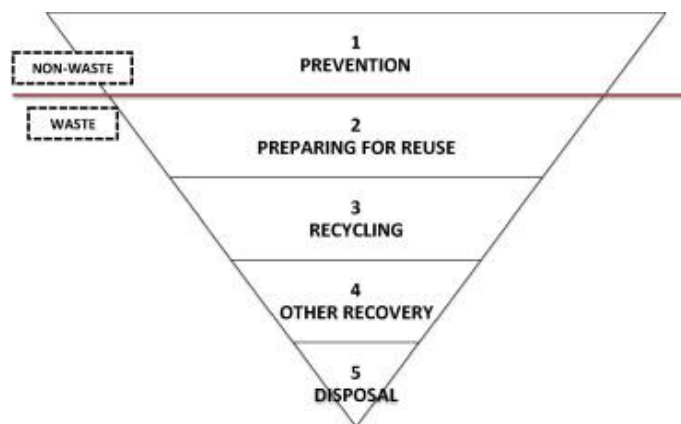 1
PREVENTION
NON-WASTE
WASTE
2
PREPARING FOR REUSE
3
RECYCLING
4
OTHER RECOVERY
5
DISPOSAL